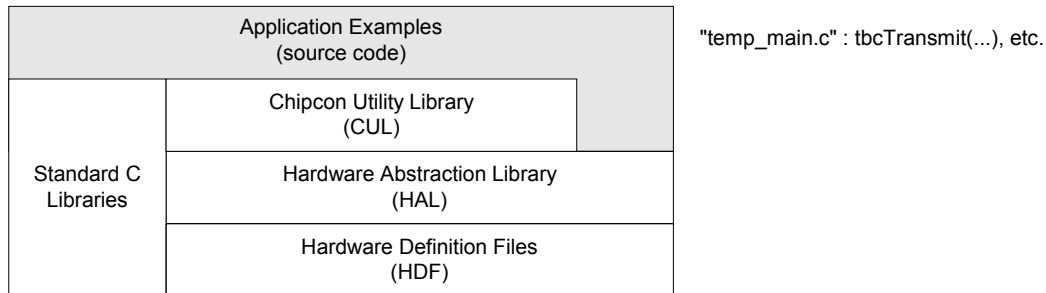 Application Examples
(source code)
"temp_main.c" : tbcTransmit(...), etc.
Chipcon Utility Library
(CUL)
Standard C
Libraries
Hardware Abstraction Library
(HAL)
Hardware Definition Files
(HDF)